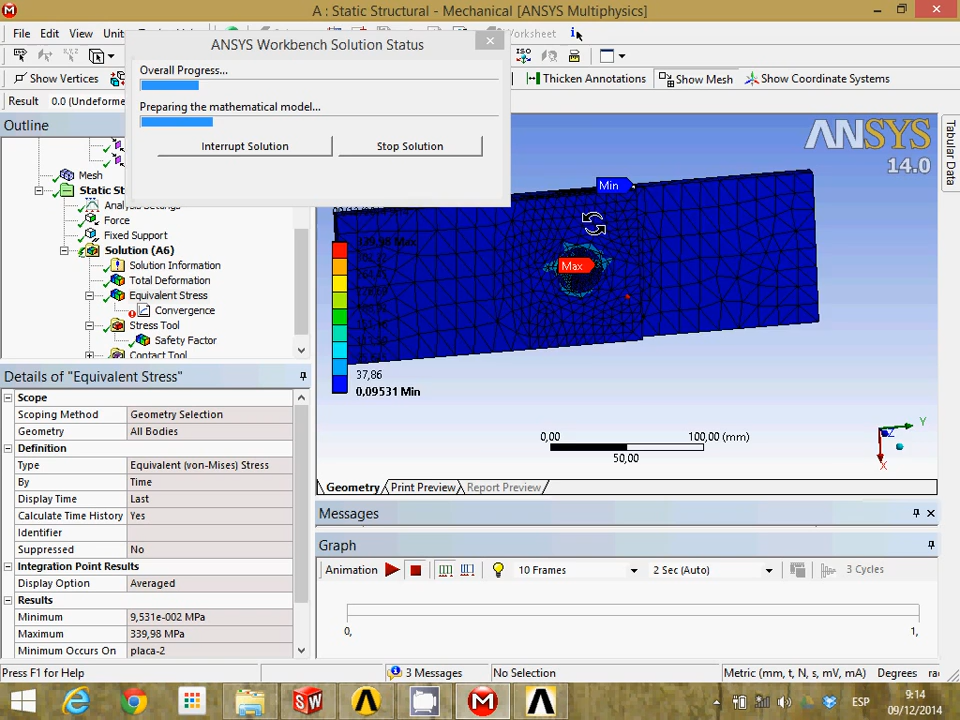 A : Static Structural - Mechanical [ANSYS Multiphysics]
File Edit View Worksheet
ANSYS Workbench Solution Status
Overall Progress...
Preparing the mathematical model...
Interrupt Solution Stop Solution
Show Vertices
Thicken Annotations Show Mesh Show Coordinate Systems
Result 0.0 (Undeforme
Outline
Mesh
Static St
Analysis Settings
Force
Fixed Support
Solution (A6)
Solution Information
Total Deformation
Equivalent Stress
Convergence
Stress Tool
Safety Factor
Contact Tool
ANSYS
14.0
Tabular Data
Min
Max
339,98 Max
37,86
0,09531 Min
0,00 100,00 (mm)
50,00
Y
Z
X
Geometry Print Preview Report Preview
Details of "Equivalent Stress"
Scope
Scoping Method Geometry Selection
Geometry All Bodies
Definition
Type Equivalent (von-Mises) Stress
By Time
Display Time Last
Calculate Time History Yes
Identifier
Suppressed No
Integration Point Results
Display Option Averaged
Results
Minimum 9,531e-002 MPa
Maximum 339,98 MPa
Minimum Occurs On placa-2
Messages
Graph
Animation 10 Frames 2 Sec (Auto) 3 Cycles
0, 1,
Press F1 for Help 3 Messages No Selection Metric (mm, t, N, s, mV, mA) Degrees ra
ESP
9:14
09/12/2014